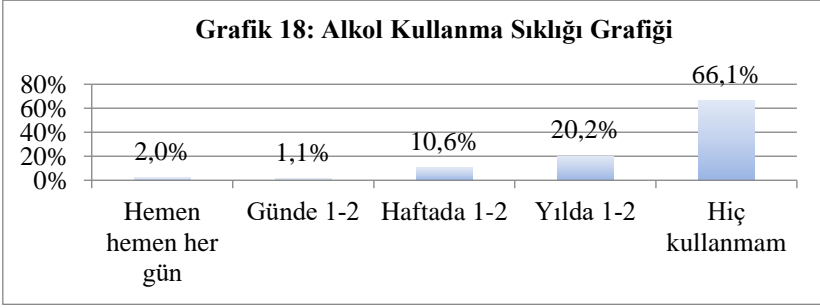 Grafik 18: Alkol Kullanma Sıklığı Grafiği
80%
60%
40%
20%
0%
2,0%
1,1%
10,6%
20,2%
66,1%
Hemen
hemen her
gün
Günde 1-2
Haftada 1-2
Yılda 1-2
Hiç
kullanmam